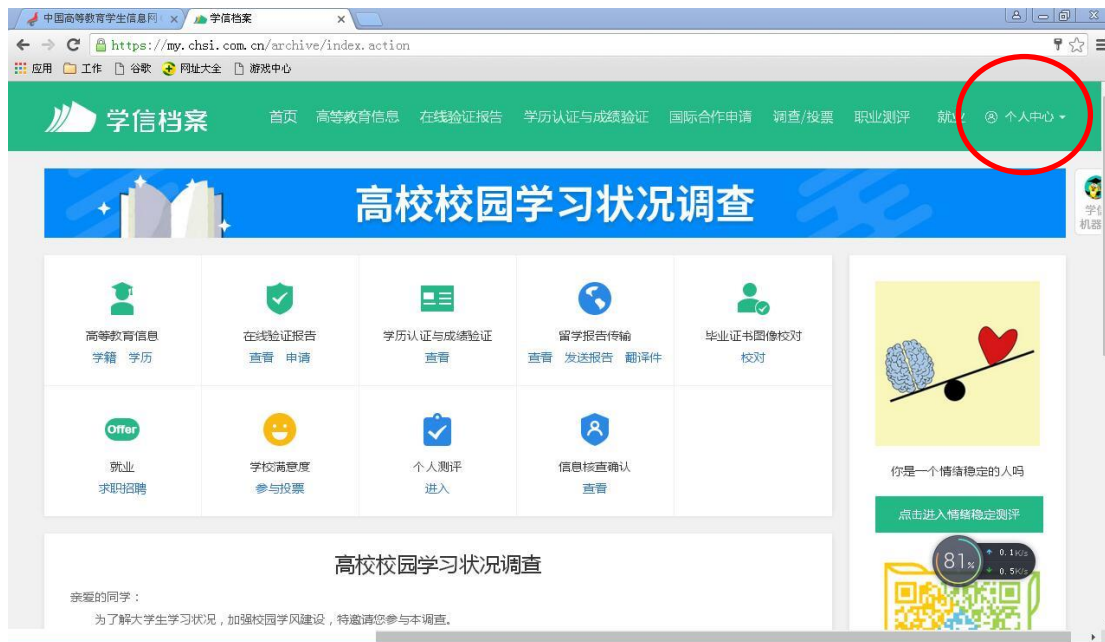 中国高等教育学生信息网
学信档案
https://my.chsi.com.cn/archive/index.action
应用 工作 谷歌 网址大全 游戏中心
学信档案 首页 高等教育信息 在线验证报告 学历认证与成绩验证 国际合作申请 调查/投票 职业测评 就业 个人中心
高校校园学习状况调查
学信
机器
高等教育信息 在线验证报告 学历认证与成绩验证 留学报告传输 毕业证书图像校对
学籍 学历 查看 申请 查看 查看 发送报告 翻译件 校对
Offer
就业 学校满意度 个人测评 信息核查确认
求职招聘 参与投票 进入 查看
你是一个情绪稳定的人吗
点击进入情绪稳定测评
81% 0.1K/s
0.5K/s
高校校园学习状况调查
亲爱的同学：
为了解大学生学习状况，加强校园学风建设，特邀请您参与本调查。